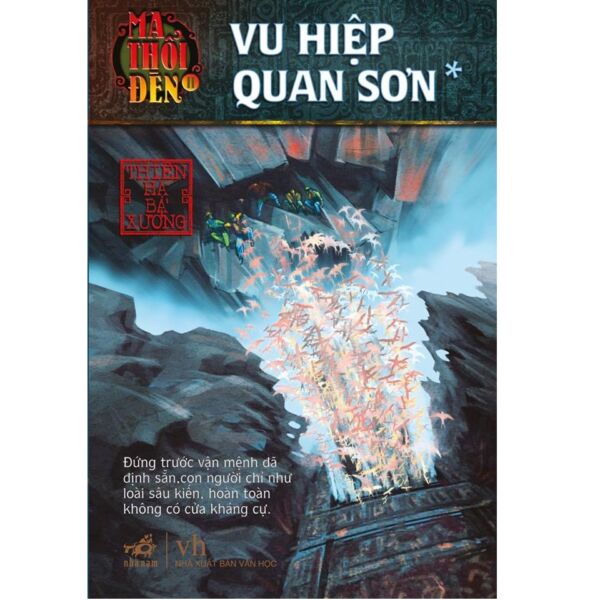 MA
THỔI
ĐÈN II
VU HIỆP
QUAN SƠN *
THIÊN
HẠ
BÁ
XƯỚNG
Đứng trước vận mệnh đã
định sẵn, con người chỉ như
loài sâu kiến, hoàn toàn
không có cửa kháng cự.
nhã nam
vh
NHÀ XUẤT BẢN VĂN HỌC